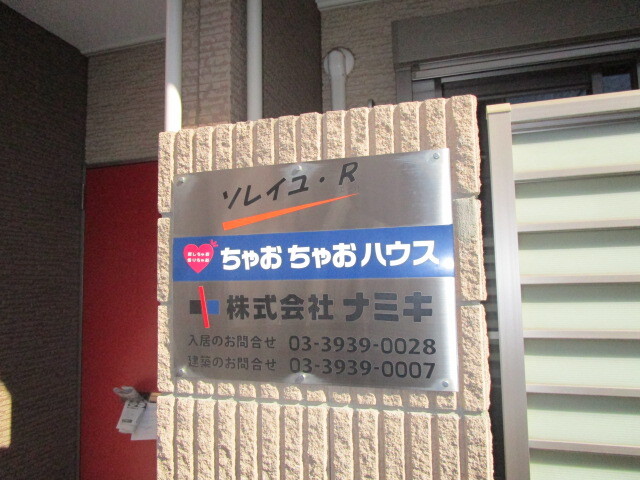 ソレイユ・R
ちゃおちゃおハウス
株式会社 ナミキ
入居のお問合せ 03-3939-0028
建築のお問合せ 03-3939-0007